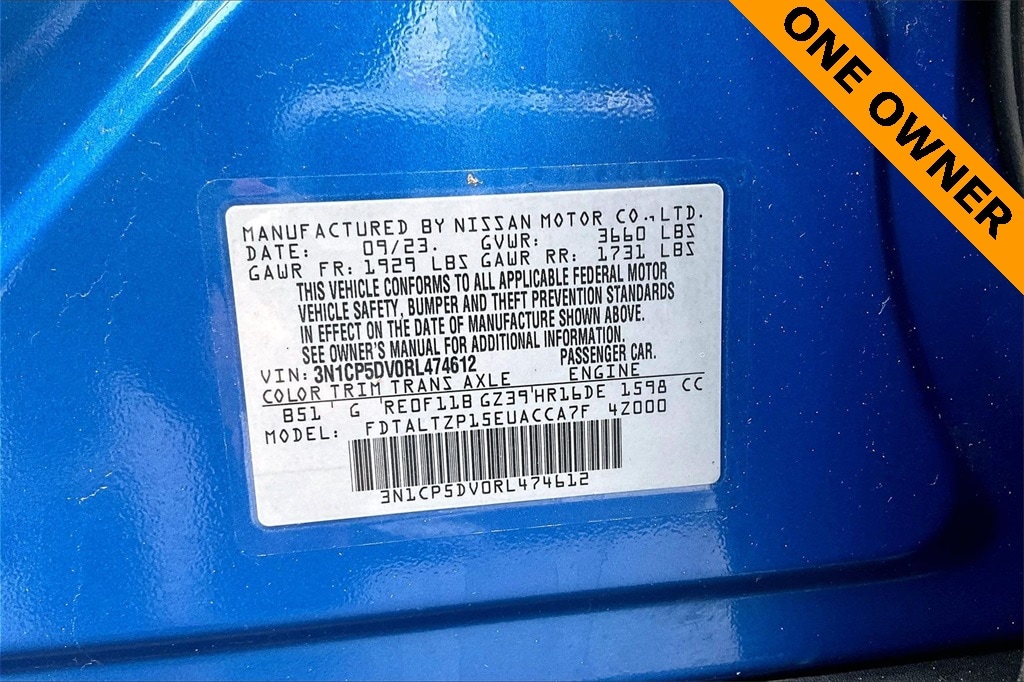 ONE OWNER
MANUFACTURED BY NISSAN MOTOR CO., LTD.
DATE: 09/23. GVWR: 3660 LBS
GAWR FR: 1929 LBS GAWR RR: 1731 LBS
THIS VEHICLE CONFORMS TO ALL APPLICABLE FEDERAL MOTOR
VEHICLE SAFETY, BUMPER AND THEFT PREVENTION STANDARDS
IN EFFECT ON THE DATE OF MANUFACTURE SHOWN ABOVE.
SEE OWNER'S MANUAL FOR ADDITIONAL INFORMATION.
VIN: 3N1CP5DV0RL474612 PASSENGER CAR.
COLOR TRIM TRANS AXLE ENGINE
B51 G RE0F11B GZ39 HR16DE 1598 CC
MODEL: FDTALTZP15EUACCA7F 4Z000
3N1CP5DV0RL474612